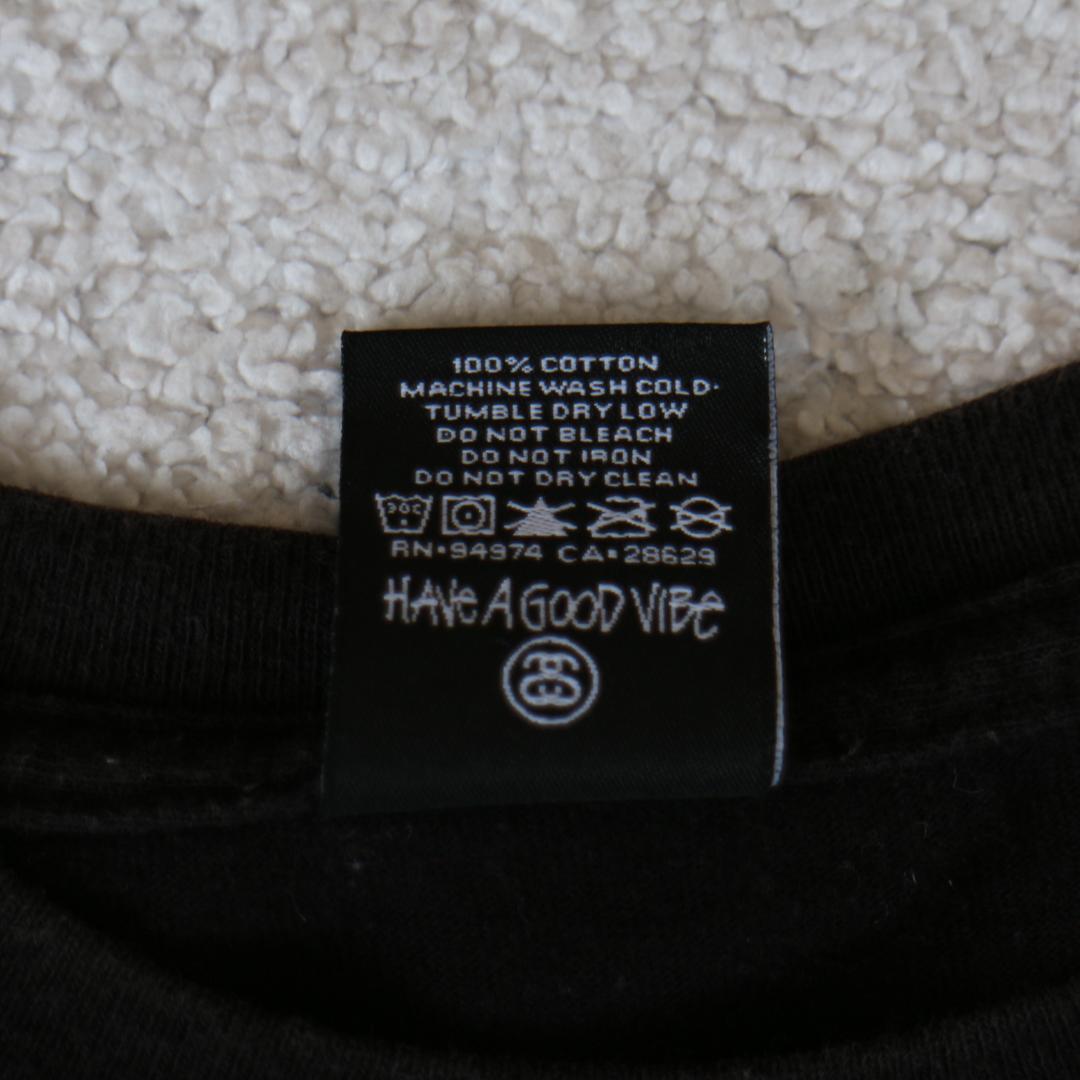 100% COTTON
MACHINE WASH COLD·
TUMBLE DRY LOW
DO NOT BLEACH
DO NOT IRON
DO NOT DRY CLEAN
30C
RN·94974 CA·28629
HAVE A GOOD VIBE